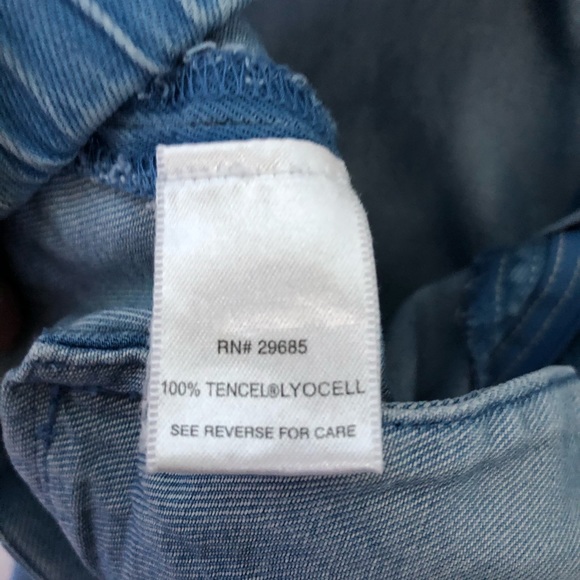 RN# 29685
100% TENCEL®LYOCELL
SEE REVERSE FOR CARE